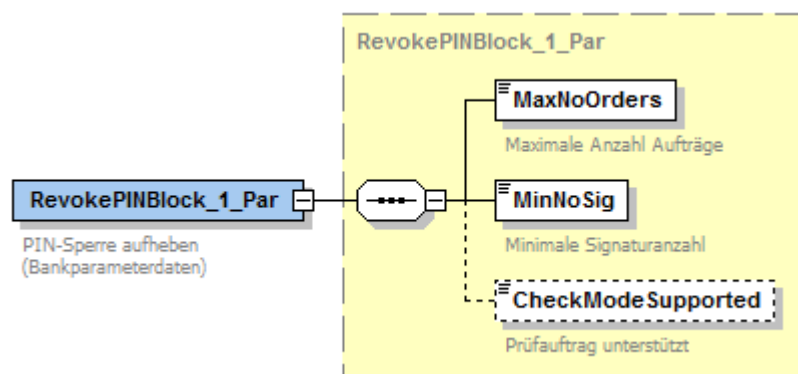 RevokePINBlock_1_Par
MaxNoOrders
Maximale Anzahl Aufträge
RevokePINBlock_1_Par
PIN-Sperre aufheben
(Bankparameterdaten)
MinNoSig
Minimale Signaturanzahl
CheckModeSupported
Prüfauftrag unterstützt